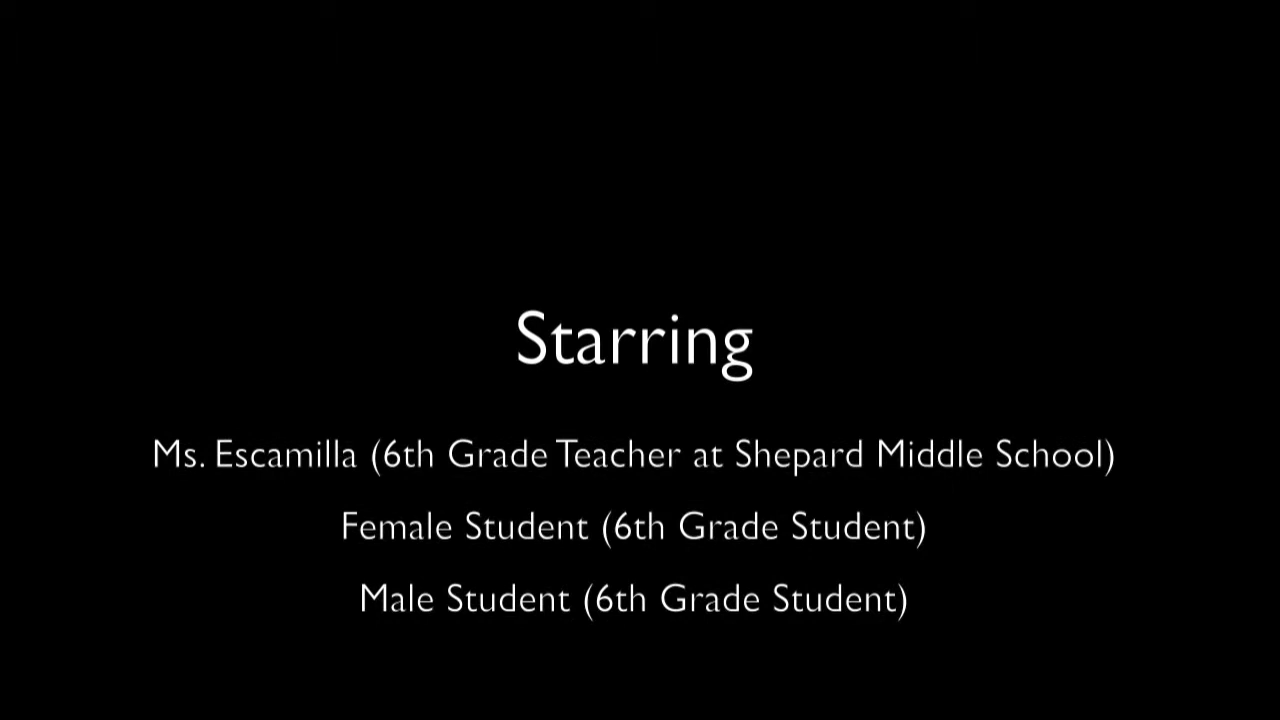 Starring
Ms. Escamilla (6th Grade Teacher at Shepard Middle School)
Female Student (6th Grade Student)
Male Student (6th Grade Student)